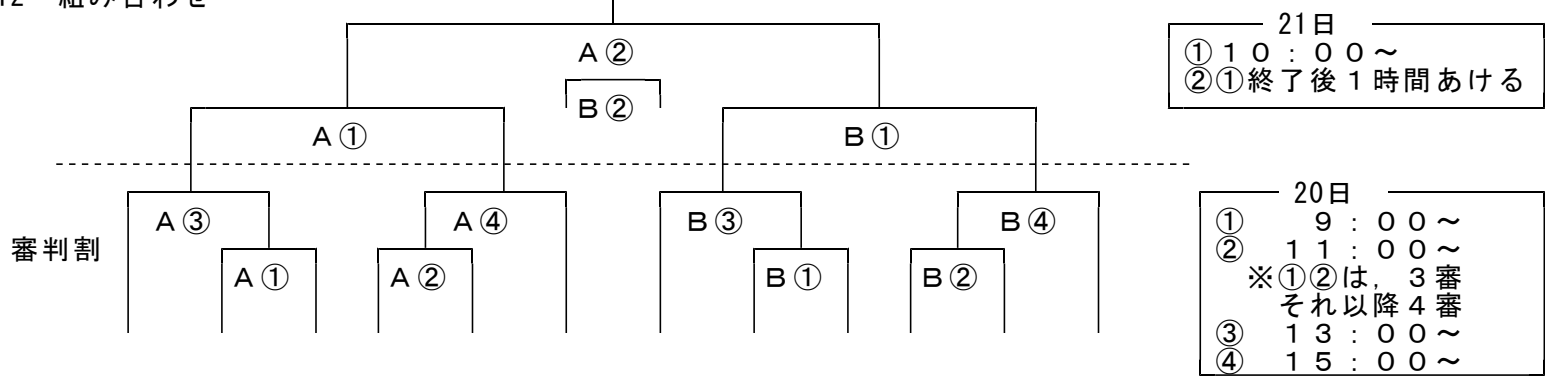 12 組み合わせ
A②
B②
A① B①
A③ A④ B③ B④
審判割
A① A② B① B②
21日
①10：00～
②①終了後1時間あける
20日
① 9：00～
② 11：00～
※①②は，3審
それ以降4審
③ 13：00～
④ 15：00～